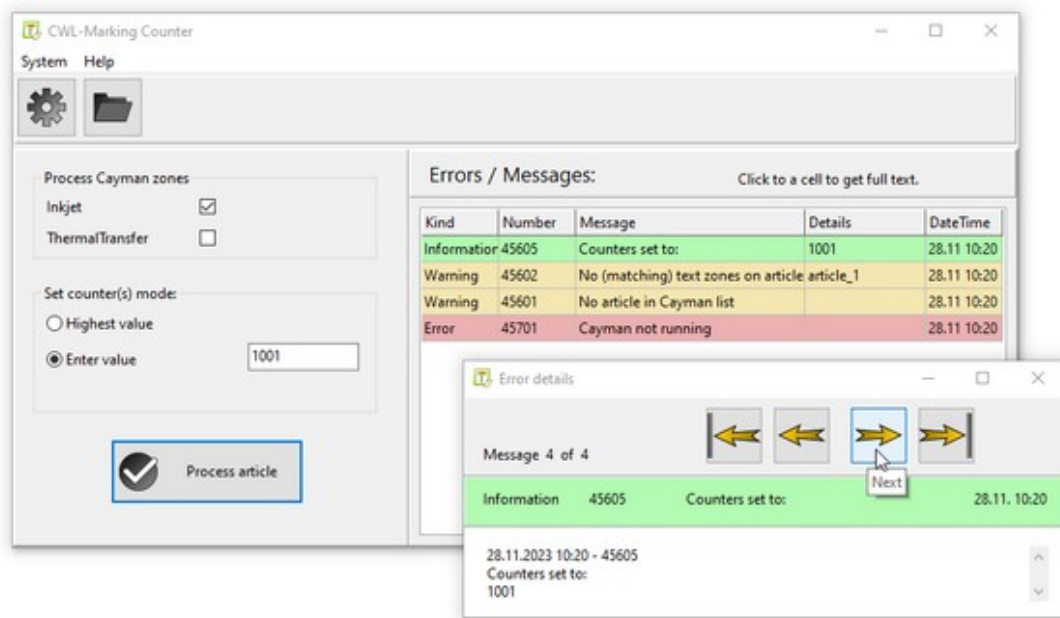 CWL-Marking Counter
System Help
Process Cayman zones
Inkjet
ThermalTransfer
Set counter(s) mode:
Highest value
Enter value 1001
Process article
Errors / Messages: Click to a cell to get full text.
Kind Number Message Details DateTime
Information 45605 Counters set to: 1001 28.11 10:20
Warning 45602 No (matching) text zones on article article_1 28.11 10:20
Warning 45601 No article in Cayman list 28.11 10:20
Error 45701 Cayman not running 28.11 10:20
Error details
Message 4 of 4
Next
Information 45605 Counters set to: 28.11. 10:20
28.11.2023 10:20 - 45605
Counters set to:
1001